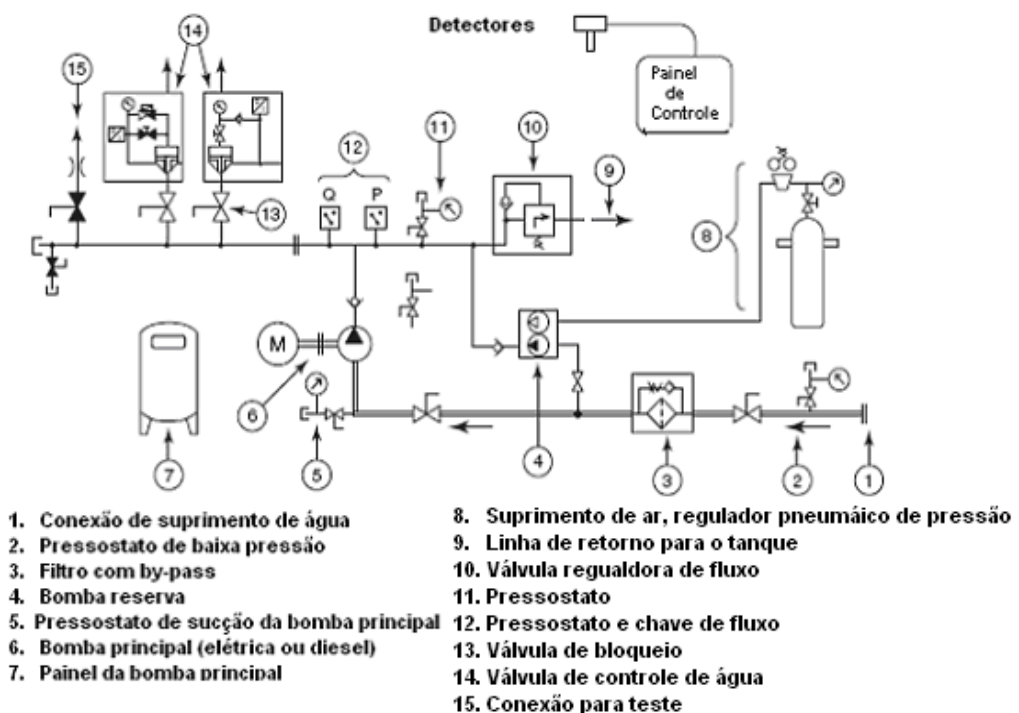 Detectores
Painel
de
Controle
14
15
11
10
12
9
Q
P
13
8
M
6
7
5
4
3
2
1
1. Conexão de suprimento de água
2. Pressostato de baixa pressão
3. Filtro com by-pass
4. Bomba reserva
5. Pressostato de sucção da bomba principal
6. Bomba principal (elétrica ou diesel)
7. Painel da bomba principal
8. Suprimento de ar, regulador pneumáico de pressão
9. Linha de retorno para o tanque
10. Válvula regualdora de fluxo
11. Pressostato
12. Pressostato e chave de fluxo
13. Válvula de bloqueio
14. Válvula de controle de água
15. Conexão para teste